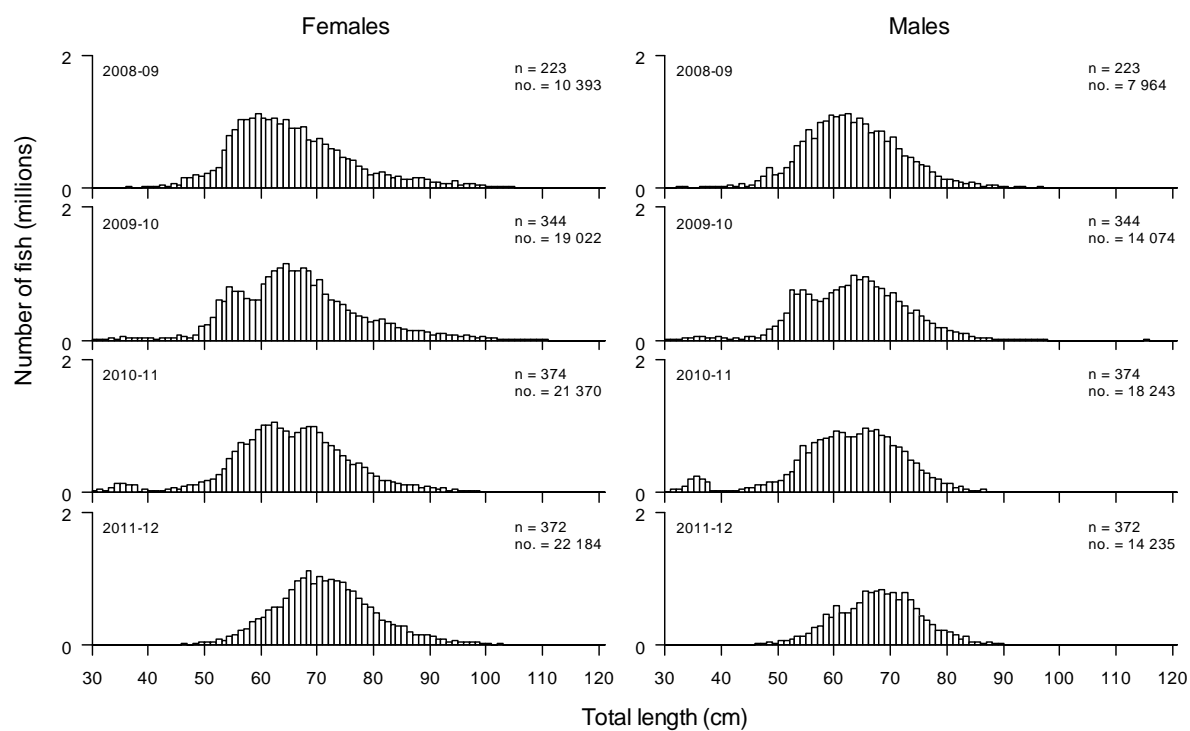 Females
Males
Number of fish (millions)
2
2008-09
n = 223
no. = 10 393
0
2
2008-09
n = 223
no. = 7 964
0
2
2009-10
n = 344
no. = 19 022
0
2
2009-10
n = 344
no. = 14 074
0
2
2010-11
n = 374
no. = 21 370
0
2
2010-11
n = 374
no. = 18 243
0
2
2011-12
n = 372
no. = 22 184
0
2
2011-12
n = 372
no. = 14 235
0
30 40 50 60 70 80 90 100 110 120
30 40 50 60 70 80 90 100 110 120
Total length (cm)